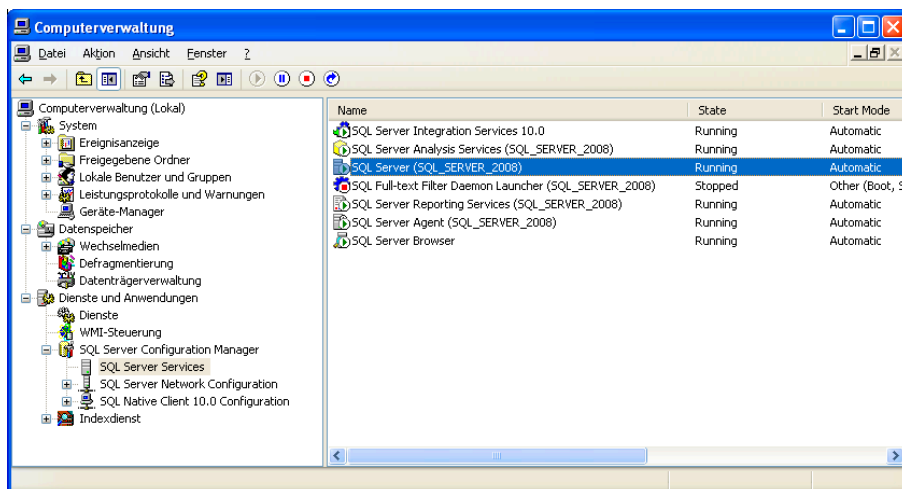 Computerverwaltung
Datei Aktion Ansicht Fenster ?
Computerverwaltung (Lokal)
System
Ereignisanzeige
Freigegebene Ordner
Lokale Benutzer und Gruppen
Leistungsprotokolle und Warnungen
Geräte-Manager
Datenspeicher
Wechselmedien
Defragmentierung
Datenträgerverwaltung
Dienste und Anwendungen
Dienste
WMI-Steuerung
SQL Server Configuration Manager
SQL Server Services
SQL Server Network Configuration
SQL Native Client 10.0 Configuration
Indexdienst
Name State Start Mode
SQL Server Integration Services 10.0 Running Automatic
SQL Server Analysis Services (SQL_SERVER_2008) Running Automatic
SQL Server (SQL_SERVER_2008) Running Automatic
SQL Full-text Filter Daemon Launcher (SQL_SERVER_2008) Stopped Other (Boot, S
SQL Server Reporting Services (SQL_SERVER_2008) Running Automatic
SQL Server Agent (SQL_SERVER_2008) Running Automatic
SQL Server Browser Running Automatic